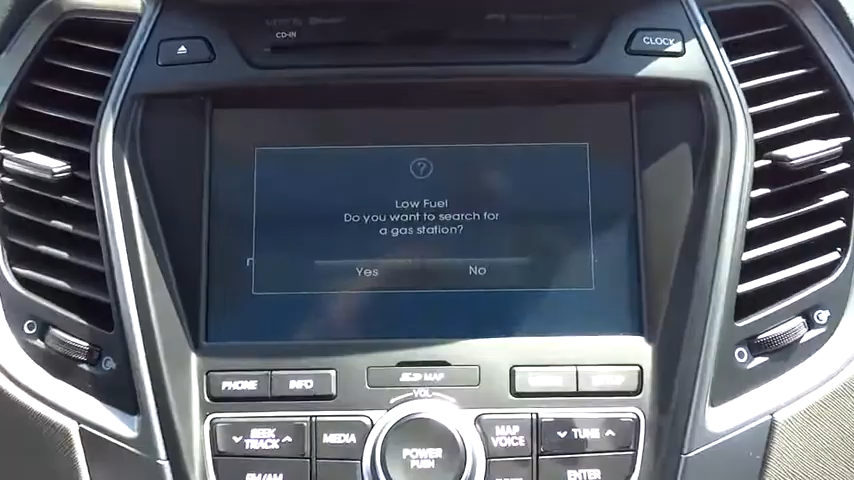 CD-IN
CLOCK
Low Fuel
Do you want to search for
a gas station?
Yes No
PHONE INFO MAP
VOL
SEEK
TRACK
MEDIA
POWER
PUSH
MAP
VOICE
TUNE
FM/AM
ENTER